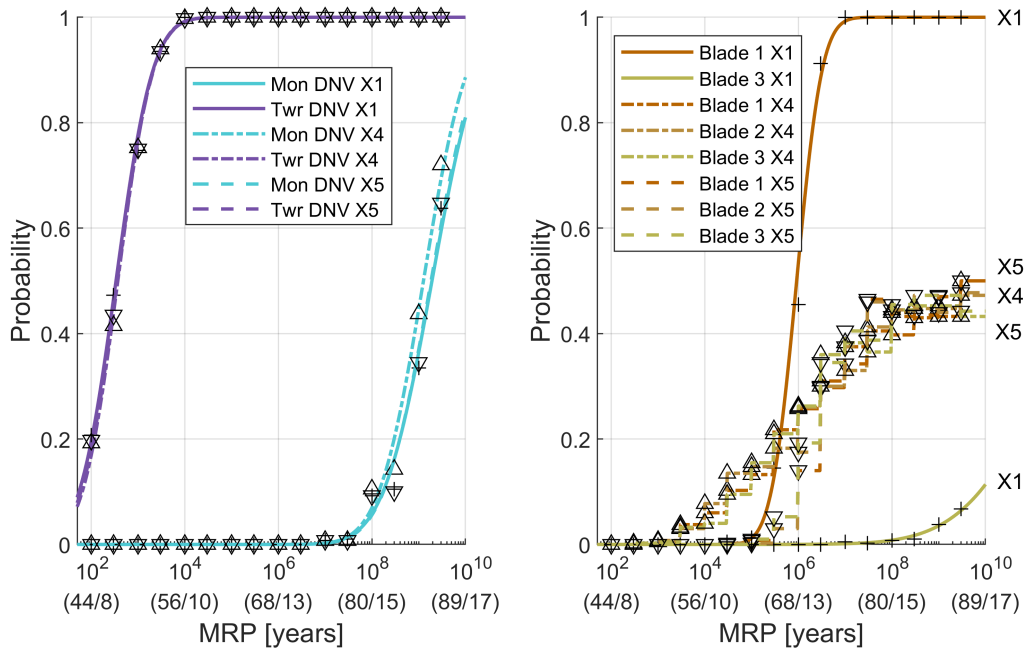 1
0.8
0.6
0.4
0.2
0
Probability
Mon DNV X1
Twr DNV X1
Mon DNV X4
Twr DNV X4
Mon DNV X5
Twr DNV X5
10^2 10^4 10^6 10^8 10^10
(44/8) (56/10) (68/13) (80/15) (89/17)
MRP [years]
1
0.8
0.6
0.4
0.2
0
Probability
Blade 1 X1
Blade 3 X1
Blade 1 X4
Blade 2 X4
Blade 3 X4
Blade 1 X5
Blade 2 X5
Blade 3 X5
X1
X5
X4
X5
X1
10^2 10^4 10^6 10^8 10^10
(44/8) (56/10) (68/13) (80/15) (89/17)
MRP [years]